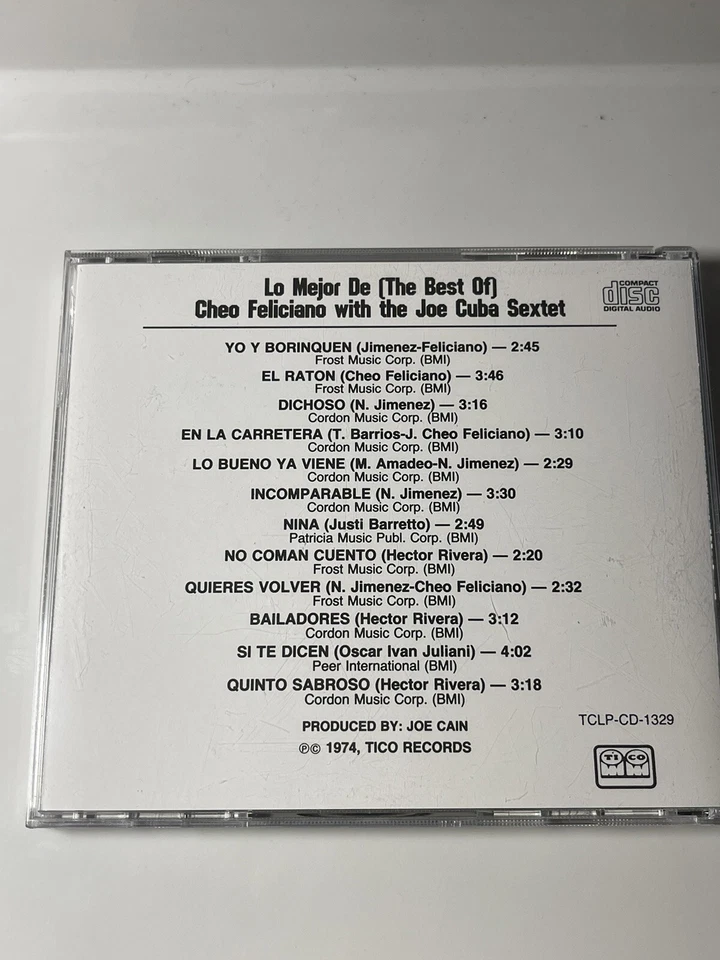 Lo Mejor De (The Best Of)
Cheo Feliciano with the Joe Cuba Sextet
COMPACT
disc
DIGITAL AUDIO
YO Y BORINQUEN (Jimenez-Feliciano) — 2:45
Frost Music Corp. (BMI)
EL RATON (Cheo Feliciano) — 3:46
Frost Music Corp. (BMI)
DICHOSO (N. Jimenez) — 3:16
Cordon Music Corp. (BMI)
EN LA CARRETERA (T. Barrios-J. Cheo Feliciano) — 3:10
Cordon Music Corp. (BMI)
LO BUENO YA VIENE (M. Amadeo-N. Jimenez) — 2:29
Cordon Music Corp. (BMI)
INCOMPARABLE (N. Jimenez) — 3:30
Cordon Music Corp. (BMI)
NINA (Justi Barretto) — 2:49
Patricia Music Publ. Corp. (BMI)
NO COMAN CUENTO (Hector Rivera) — 2:20
Frost Music Corp. (BMI)
QUIERES VOLVER (N. Jimenez-Cheo Feliciano) — 2:32
Frost Music Corp. (BMI)
BAILADORES (Hector Rivera) — 3:12
Cordon Music Corp. (BMI)
SI TE DICEN (Oscar Ivan Juliani) — 4:02
Peer International (BMI)
QUINTO SABROSO (Hector Rivera) — 3:18
Cordon Music Corp. (BMI)
PRODUCED BY: JOE CAIN
℗© 1974, TICO RECORDS
TCLP-CD-1329
TICO